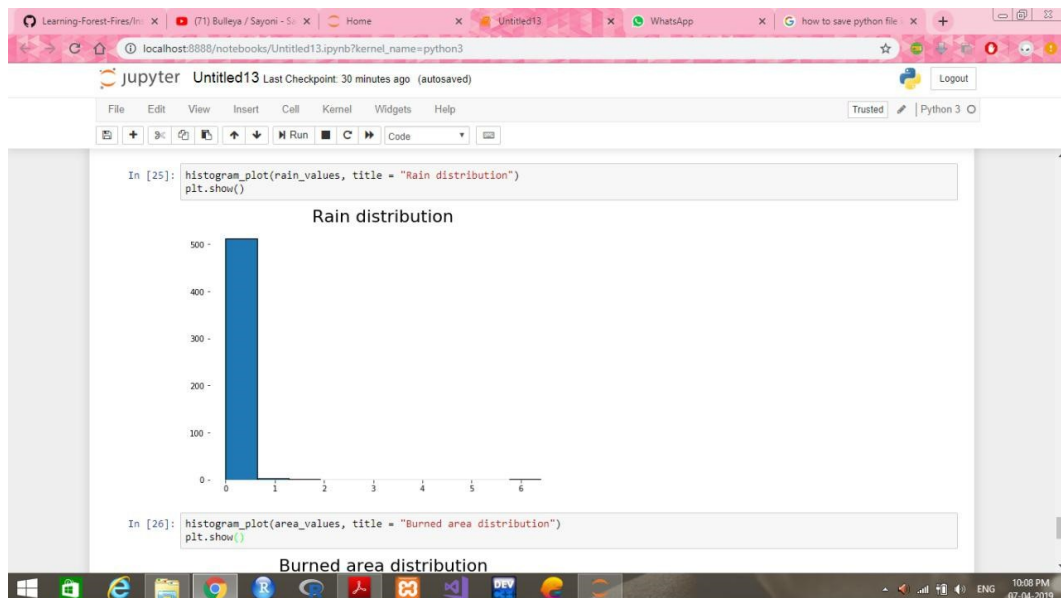 Learning-Forest-Fires/In
(71) Bulleya / Sayoni - Sa
Home
Untitled13
WhatsApp
how to save python file
localhost:8888/notebooks/Untitled13.ipynb?kernel_name=python3
jupyter Untitled13 Last Checkpoint: 30 minutes ago (autosaved)
Logout
File Edit View Insert Cell Kernel Widgets Help
Trusted Python 3
Run Code
In [25]: histogram_plot(rain_values, title = "Rain distribution")
plt.show()
Rain distribution
500
400
300
200
100
0
0 1 2 3 4 5 6
In [26]: histogram_plot(area_values, title = "Burned area distribution")
plt.show()
Burned area distribution
DEV
ENG
10:08 PM
07-04-2019